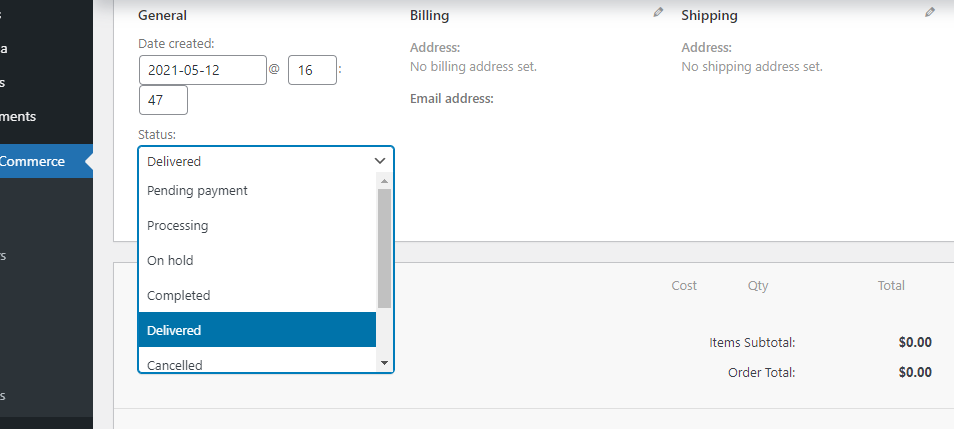 General
Date created:
2021-05-12 @ 16 :
47
Status:
Delivered
Pending payment
Processing
On hold
Completed
Delivered
Cancelled
Billing
Address:
No billing address set.
Email address:
Shipping
Address:
No shipping address set.
Cost Qty Total
Items Subtotal: $0.00
Order Total: $0.00
a
s
ments
Commerce
s